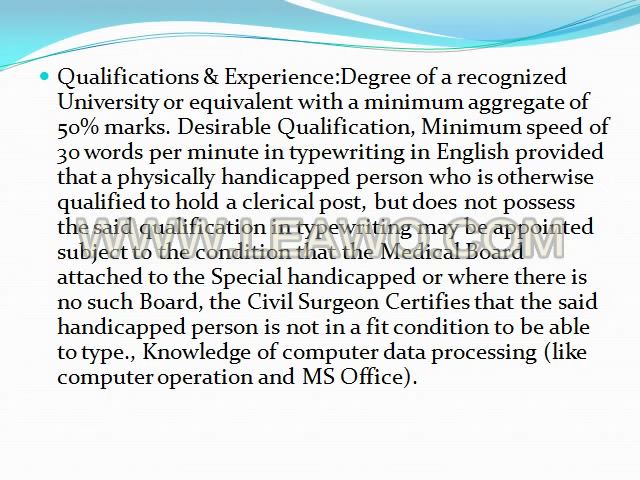 Qualifications & Experience:Degree of a recognized
University or equivalent with a minimum aggregate of
50% marks. Desirable Qualification, Minimum speed of
30 words per minute in typewriting in English provided
that a physically handicapped person who is otherwise
qualified to hold a clerical post, but does not possess
the said qualification in typewriting may be appointed
WWW.LEAWO.COM
subject to the condition that the Medical Board
attached to the Special handicapped or where there is
no such Board, the Civil Surgeon Certifies that the said
handicapped person is not in a fit condition to be able
to type., Knowledge of computer data processing (like
computer operation and MS Office).